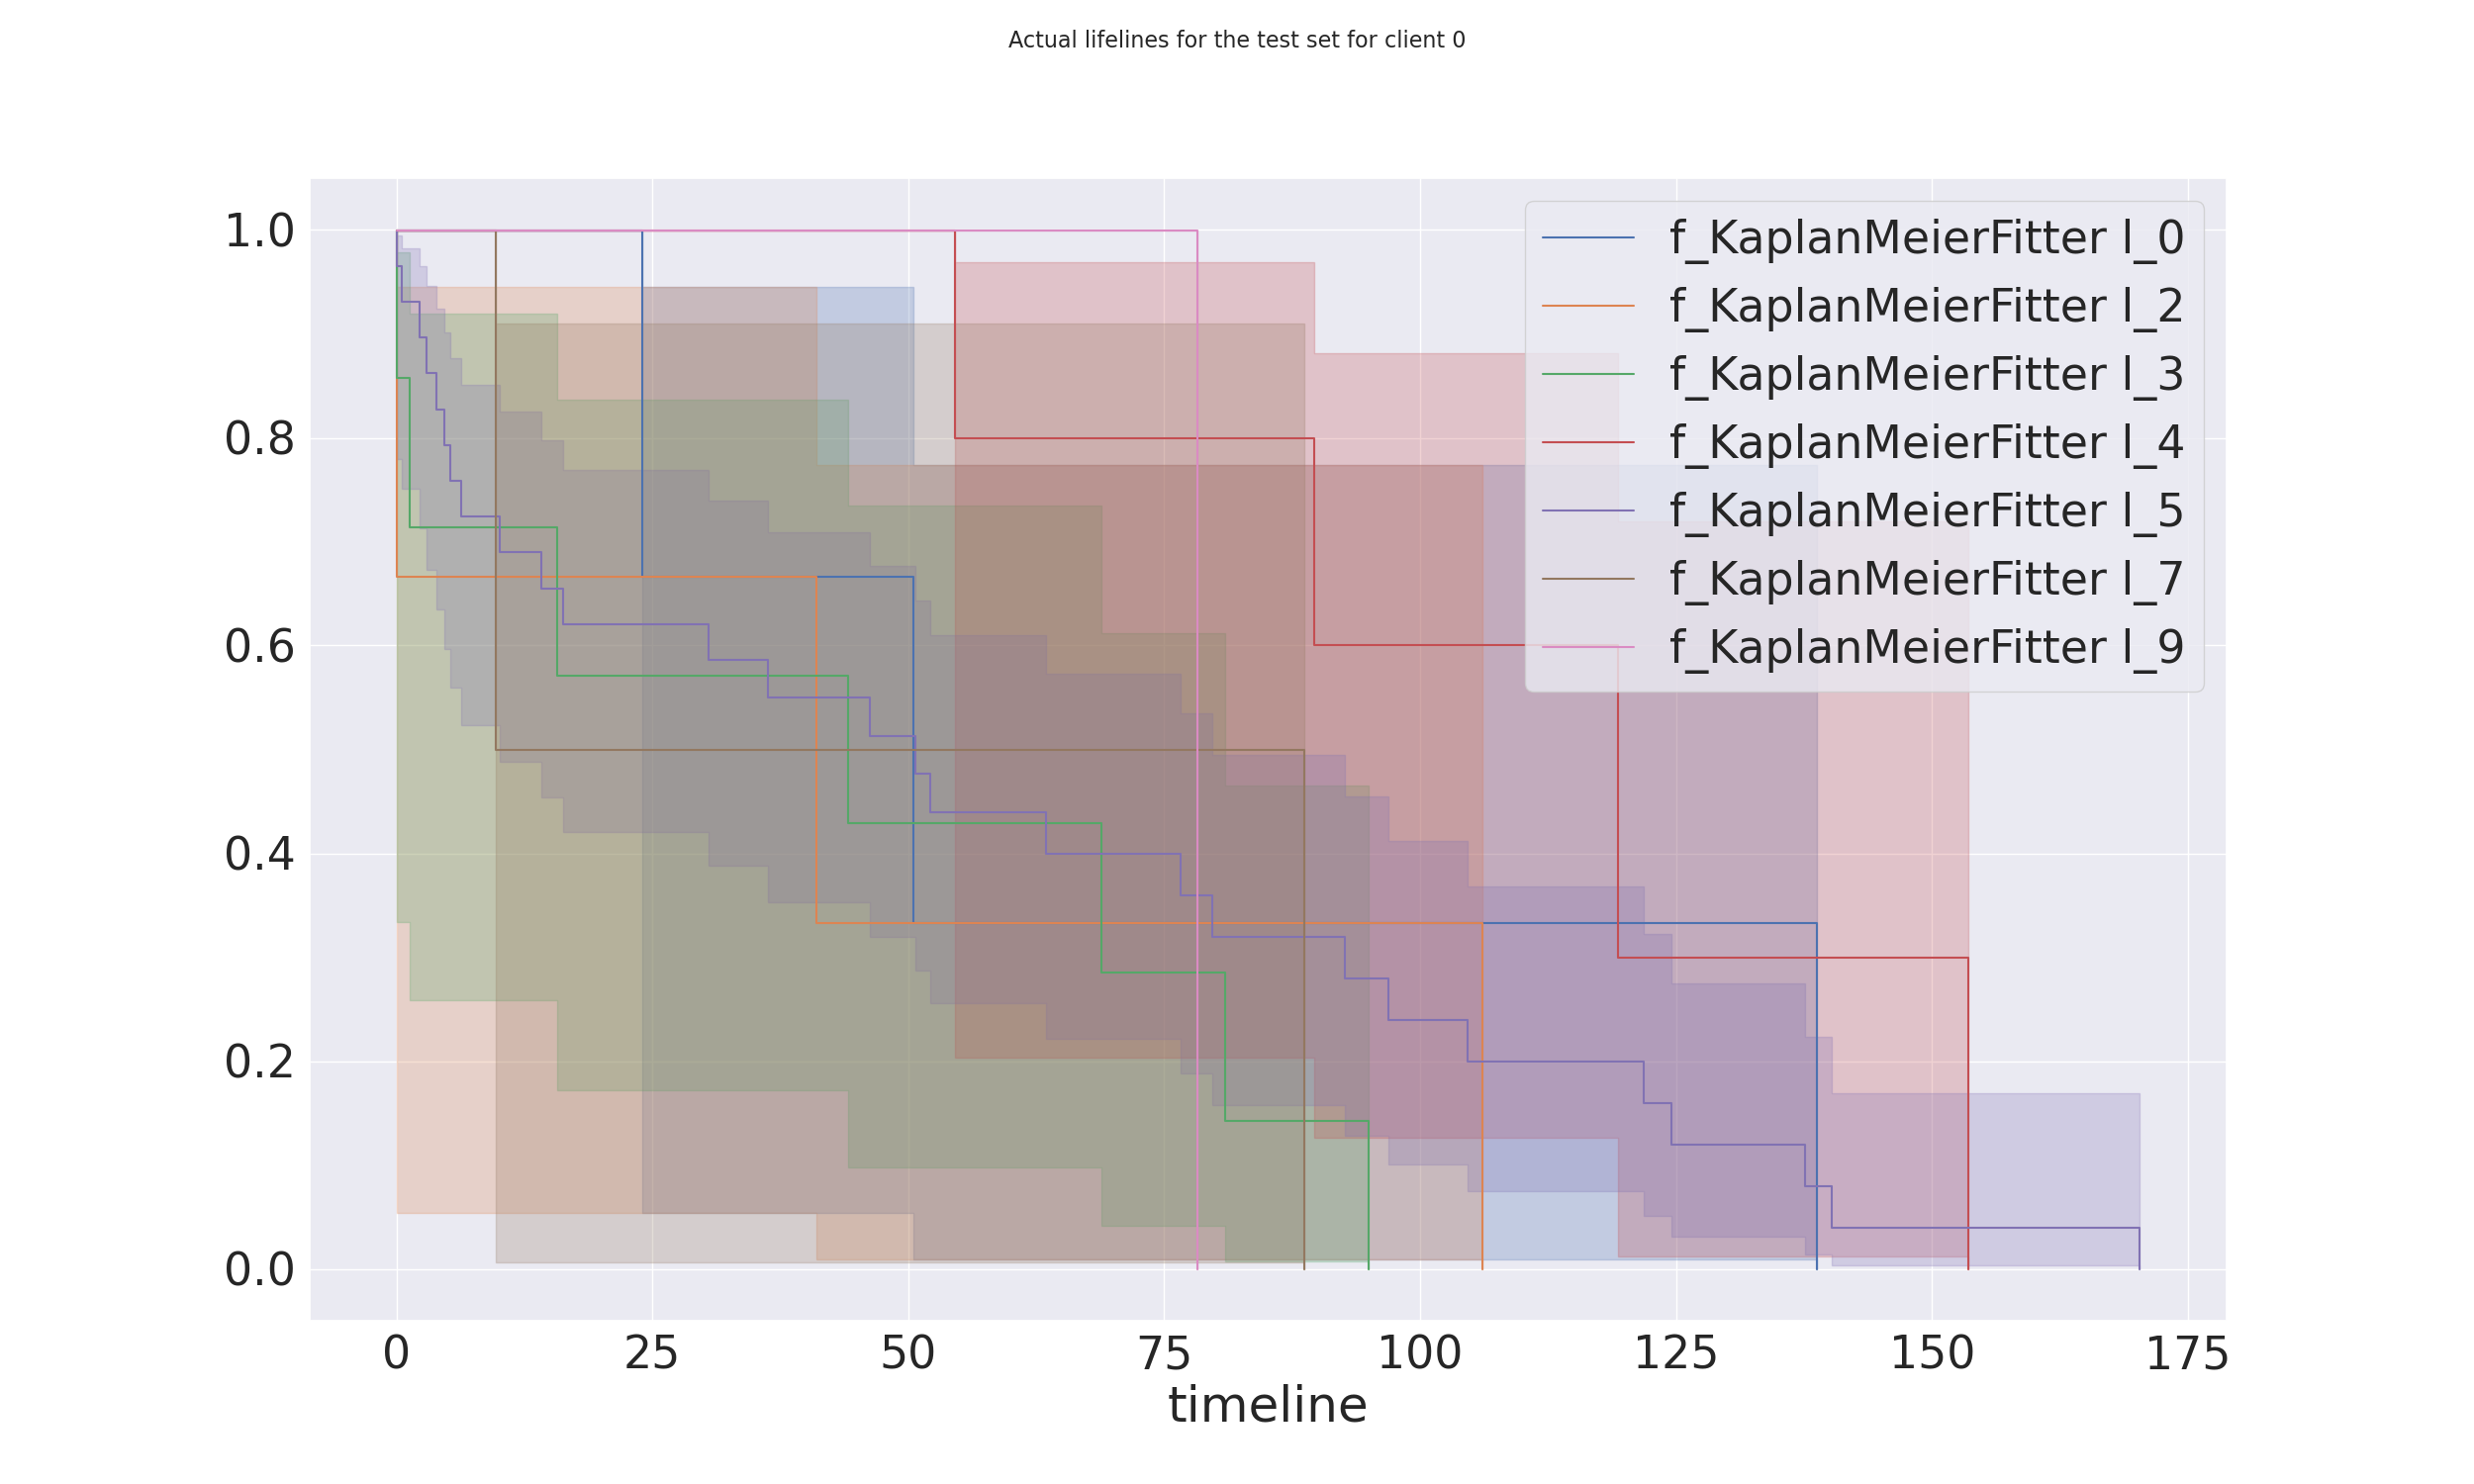 Actual lifelines for the test set for client 0
1.0
0.8
0.6
0.4
0.2
0.0
f_KaplanMeierFitter l_0
f_KaplanMeierFitter l_2
f_KaplanMeierFitter l_3
f_KaplanMeierFitter l_4
f_KaplanMeierFitter l_5
f_KaplanMeierFitter l_7
f_KaplanMeierFitter l_9
0 25 50 75 100 125 150 175
timeline